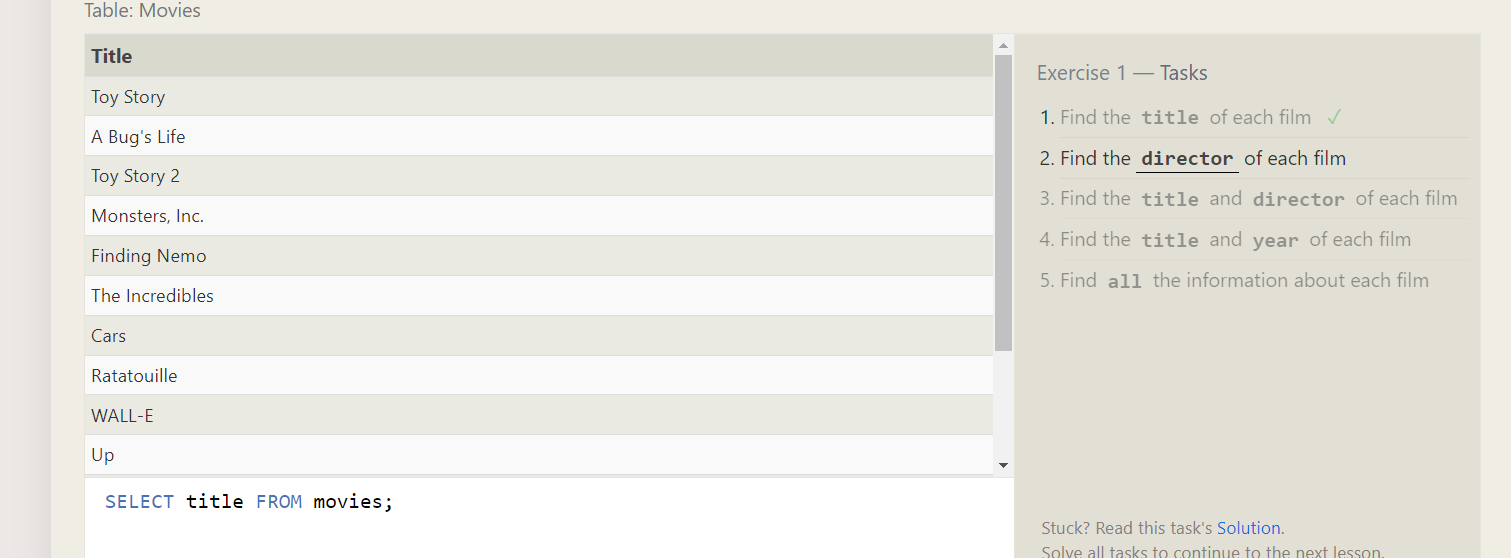 Table: Movies
Title
Toy Story
A Bug's Life
Toy Story 2
Monsters, Inc.
Finding Nemo
The Incredibles
Cars
Ratatouille
WALL-E
Up
SELECT title FROM movies;
Exercise 1 — Tasks
1. Find the title of each film ✓
2. Find the director of each film
3. Find the title and director of each film
4. Find the title and year of each film
5. Find all the information about each film
Stuck? Read this task's Solution.
Solve all tasks to continue to the next lesson.